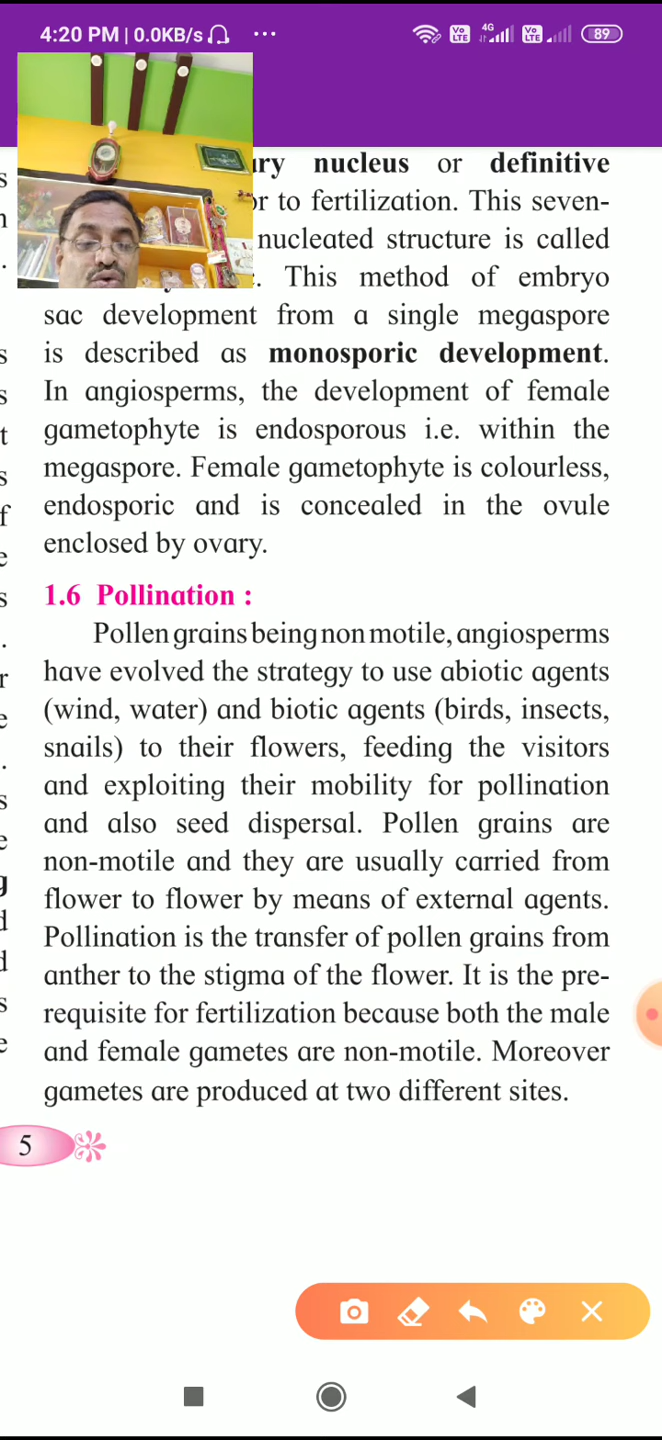 4:20 PM | 0.0KB/s
4G
Vo
LTE
Vo
LTE
89
nucleus or definitive
to fertilization. This seven-
nucleated structure is called
This method of embryo
sac development from a single megaspore
is described as monosporic development.
In angiosperms, the development of female
gametophyte is endosporous i.e. within the
megaspore. Female gametophyte is colourless,
endosporic and is concealed in the ovule
enclosed by ovary.
1.6 Pollination :
Pollen grains being non motile, angiosperms
have evolved the strategy to use abiotic agents
(wind, water) and biotic agents (birds, insects,
snails) to their flowers, feeding the visitors
and exploiting their mobility for pollination
and also seed dispersal. Pollen grains are
non-motile and they are usually carried from
flower to flower by means of external agents.
Pollination is the transfer of pollen grains from
anther to the stigma of the flower. It is the pre-
requisite for fertilization because both the male
and female gametes are non-motile. Moreover
gametes are produced at two different sites.
5